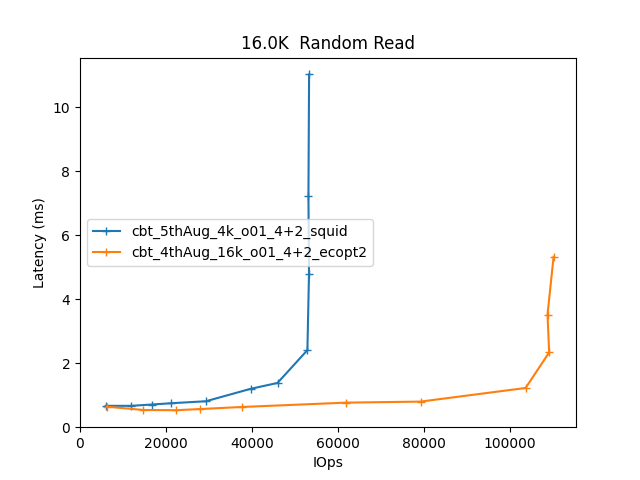 16.0K  Random Read
Latency (ms)
10
8
6
4
2
0
cbt_5thAug_4k_o01_4+2_squid
cbt_4thAug_16k_o01_4+2_ecopt2
0 20000 40000 60000 80000 100000
IOps